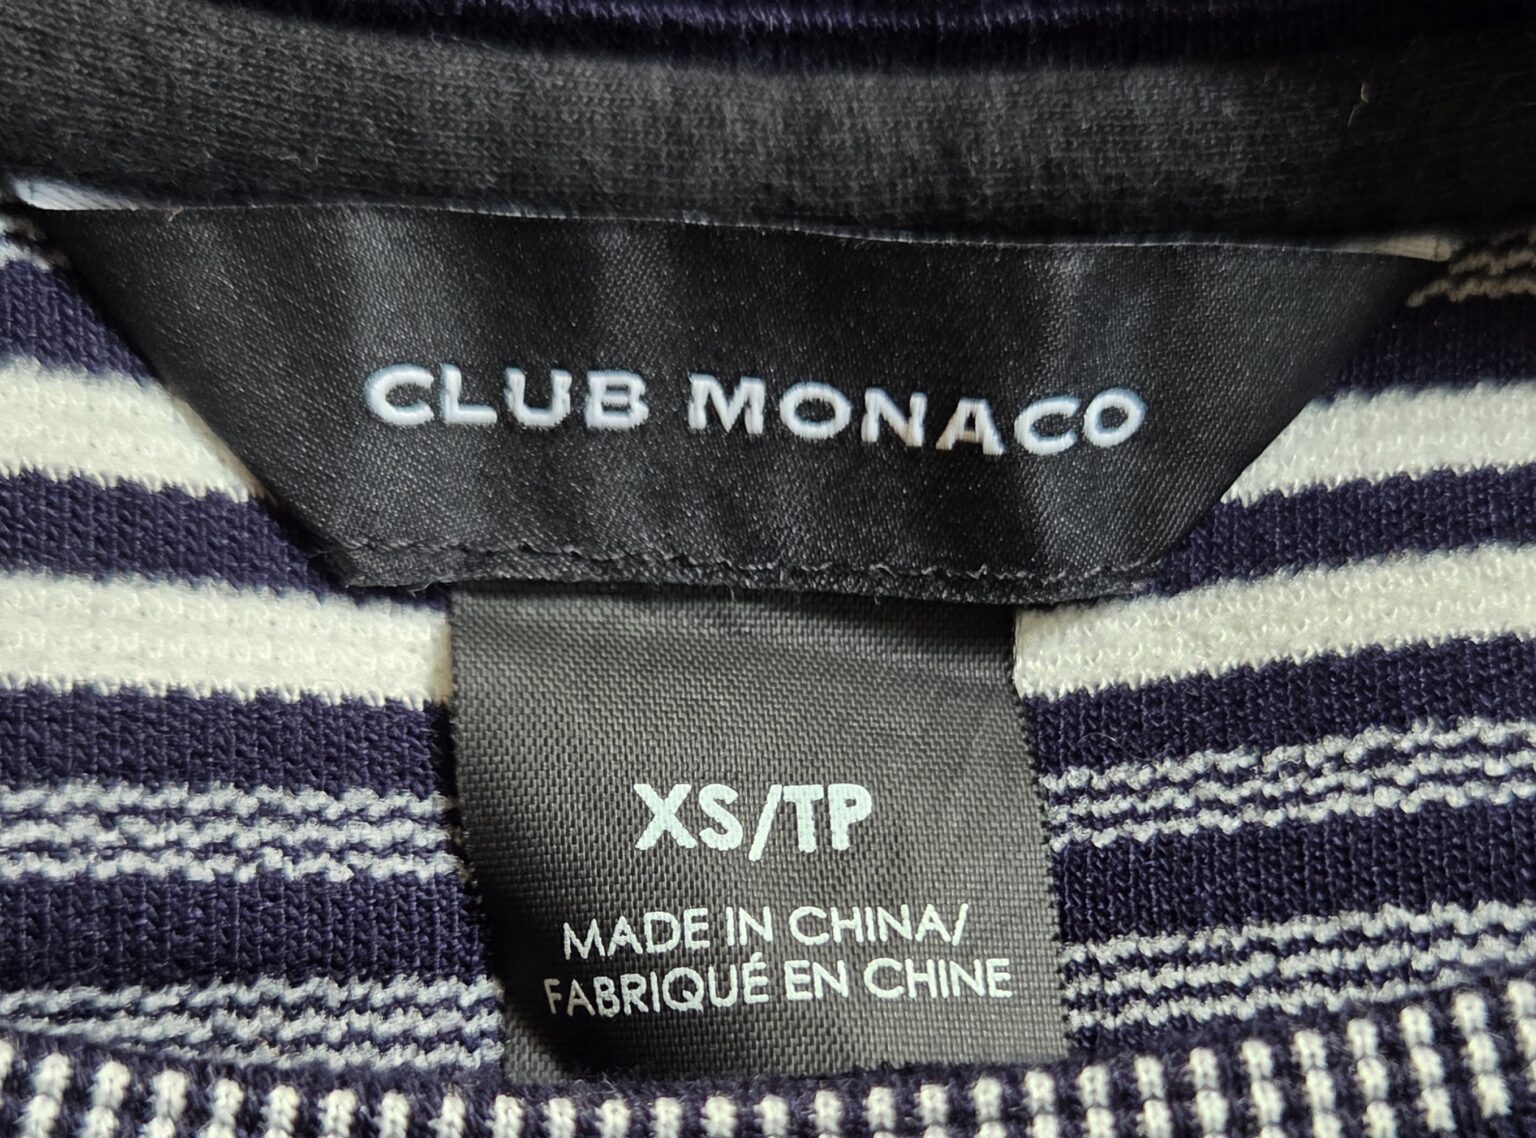 CLUB MONACO
XS/TP
MADE IN CHINA/
FABRIQUÉ EN CHINE